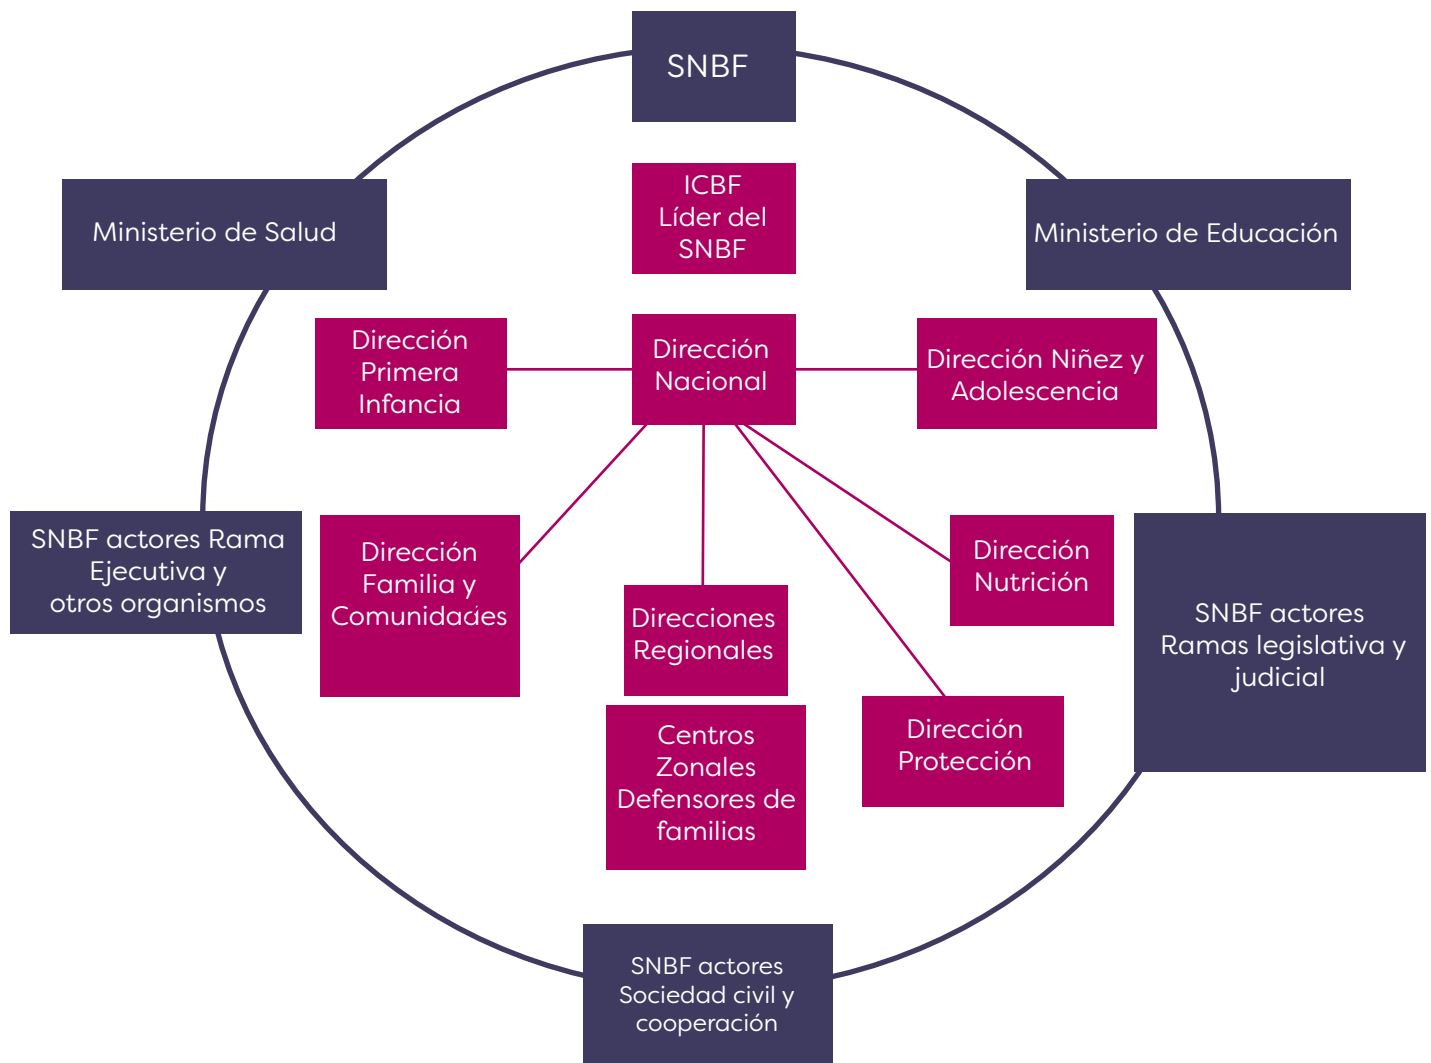 SNBF
ICBF
Líder del
SNBF
Ministerio de Salud
Ministerio de Educación
Dirección
Primera
Infancia
Dirección
Nacional
Dirección Niñez y
Adolescencia
SNBF actores Rama
Ejecutiva y
otros organismos
Dirección
Familia y
Comunidades
Direcciones
Regionales
Dirección
Nutrición
SNBF actores
Ramas legislativa y
judicial
Centros
Zonales
Defensores de
familias
Dirección
Protección
SNBF actores
Sociedad civil y
cooperación